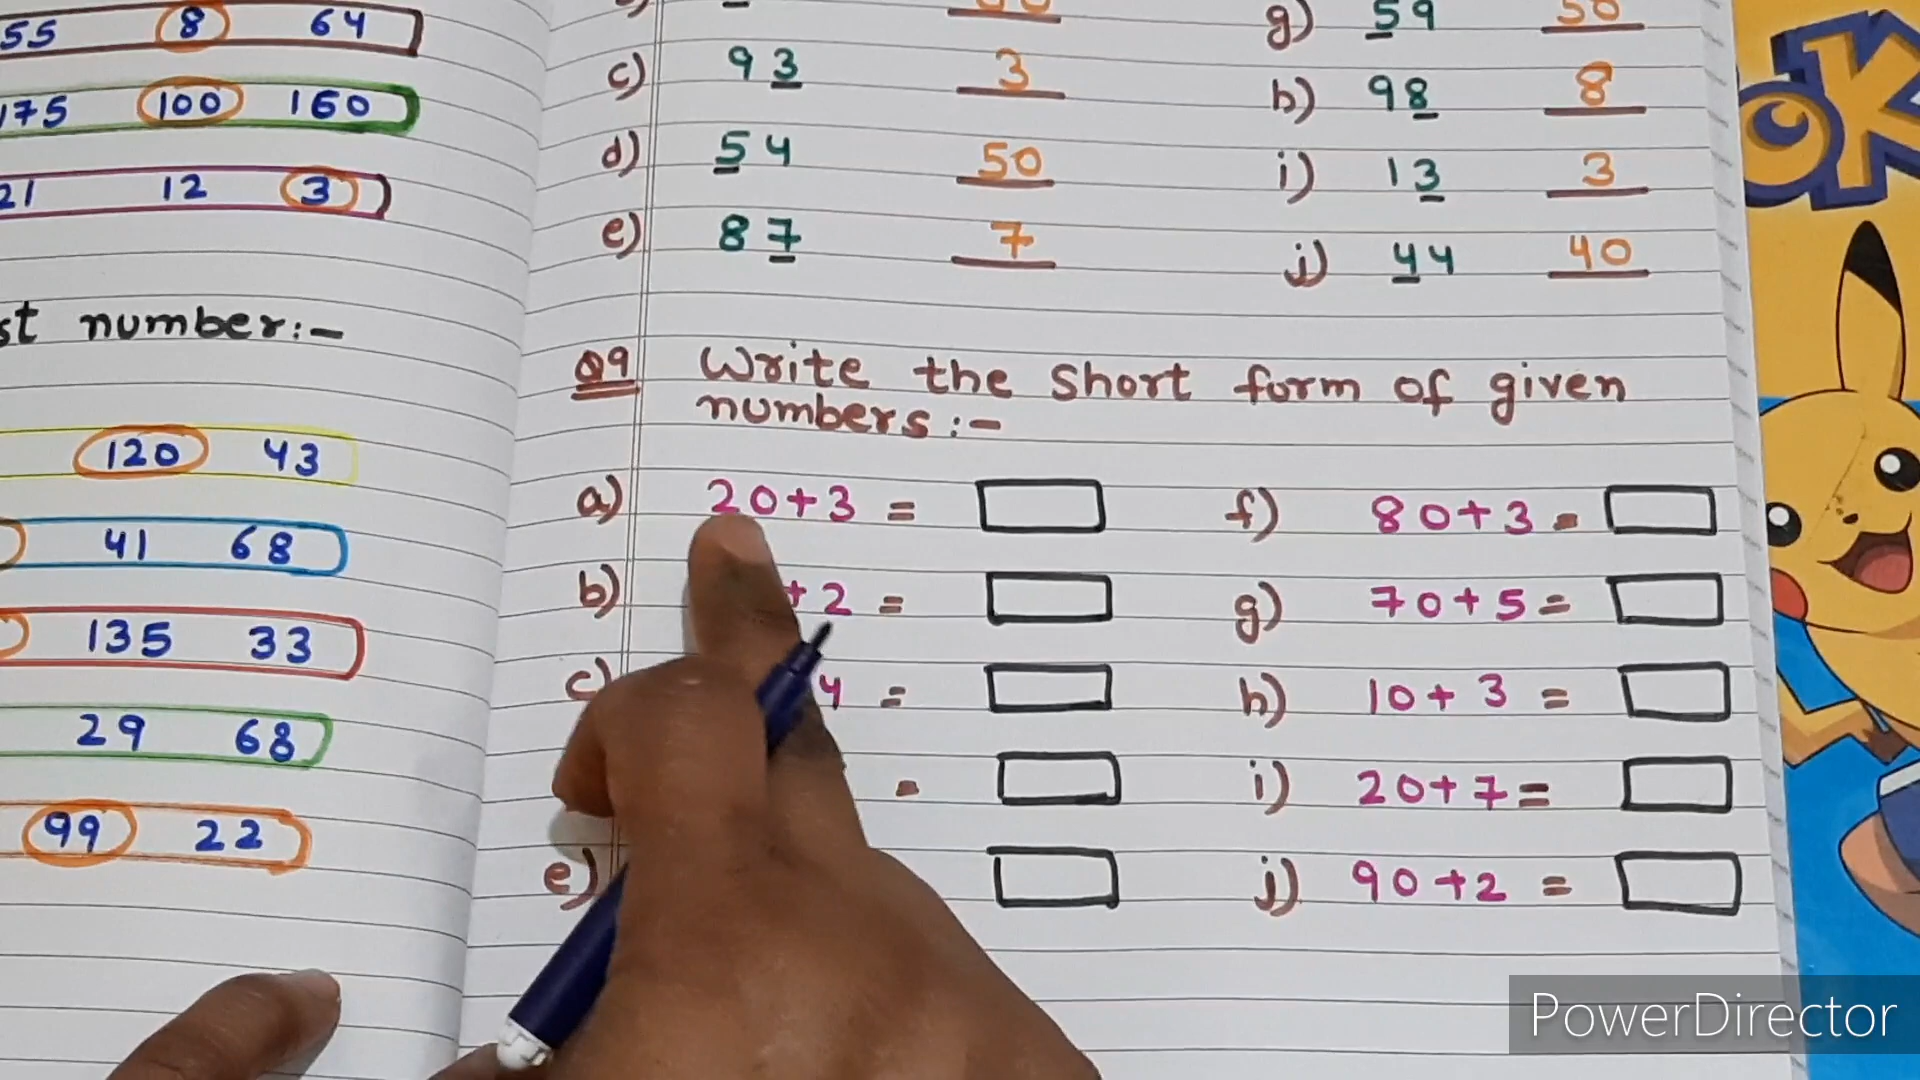 55 8 64
175 100 160
21 12 3
st number:-
120 43
41 68
135 33
29 68
99 22
c) 93 3
d) 54 50
e) 87 7
g) 59 50
h) 98 8
i) 13 3
j) 44 40
Q9 Write the Short form of given
numbers:-
a) 20+3 =
b) +2 =
c) 4 =
=
e)
f) 80+3 =
g) 70+5 =
h) 10+3 =
i) 20+7 =
j) 90+2 =
PowerDirector